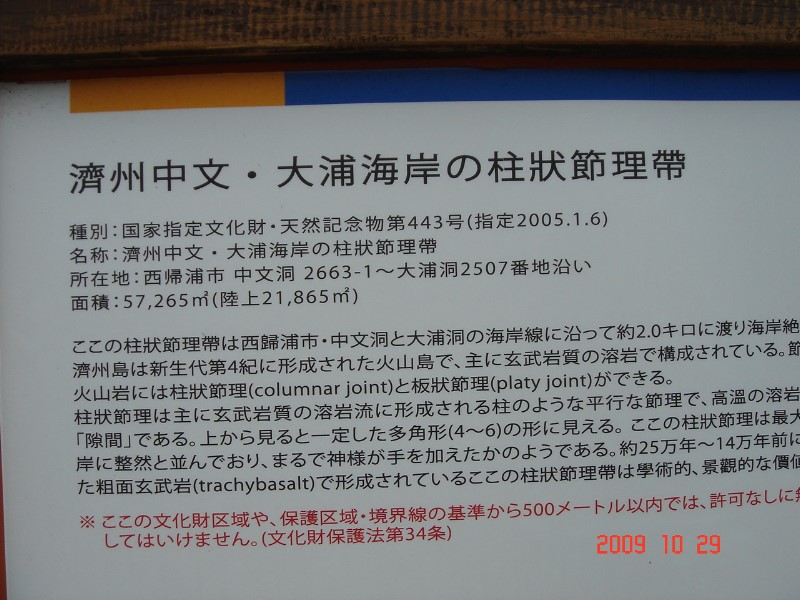 濟州中文・大浦海岸の柱狀節理帶
種別：国家指定文化財・天然記念物第443号(指定2005.1.6)
名称：濟州中文・大浦海岸の柱狀節理帶
所在地：西帰浦市 中文洞 2663-1～大浦洞2507番地沿い
面積：57,265㎡(陸上21,865㎡)
ここの柱狀節理帶は西歸浦市・中文洞と大浦洞の海岸線に沿って約2.0キロに渡り海岸絶
濟州島は新生代第4紀に形成された火山島で、主に玄武岩質の溶岩で構成されている。節
火山岩には柱狀節理(columnar joint)と板狀節理(platy joint)ができる。
柱狀節理は主に玄武岩質の溶岩流に形成される柱のような平行な節理で、高溫の溶岩
「隙間」である。上から見ると一定した多角形(4～6)の形に見える。ここの柱狀節理は最大
岸に整然と並んでおり、まるで神様が手を加えたかのようである。約25万年～14万年前に
た粗面玄武岩(trachybasalt)で形成されているここの柱狀節理帶は學術的、景觀的な價値
※ ここの文化財区域や、保護区域・境界線の基準から500メートル以内では、許可なしに無
してはいけません。(文化財保護法第34条)
2009 10 29